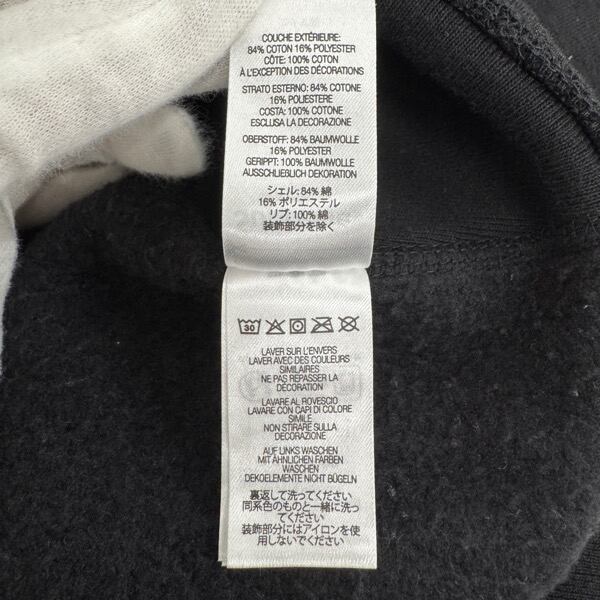 COUCHE EXTÉRIEURE:
84% COTON 16% POLYESTER
CÔTE: 100% COTON
À L'EXCEPTION DES DÉCORATIONS
STRATO ESTERNO: 84% COTONE
16% POLIESTERE
COSTA: 100% COTONE
ESCLUSA LA DECORAZIONE
OBERSTOFF: 84% BAUMWOLLE
16% POLYESTER
GERIPPT: 100% BAUMWOLLE
AUSSCHLIEẞLICH DEKORATION
シェル: 84% 綿
16% ポリエステル
リブ: 100% 綿
装飾部分を除く
30
LAVER SUR L'ENVERS
LAVER AVEC DES COULEURS
SIMILAIRES
NE PAS REPASSER LA
DÉCORATION
LAVARE AL ROVESCIO
LAVARE CON CAPI DI COLORE
SIMILE
NON STIRARE SULLA
DECORAZIONE
AUF LINKS WASCHEN
MIT ÄHNLICHEN FARBEN
WASCHEN
DEKOELEMENTE NICHT BÜGELN
裏返して洗ってください
同系色のものと一緒に洗っ
てください
装飾部分にはアイロンを使
用しないでください